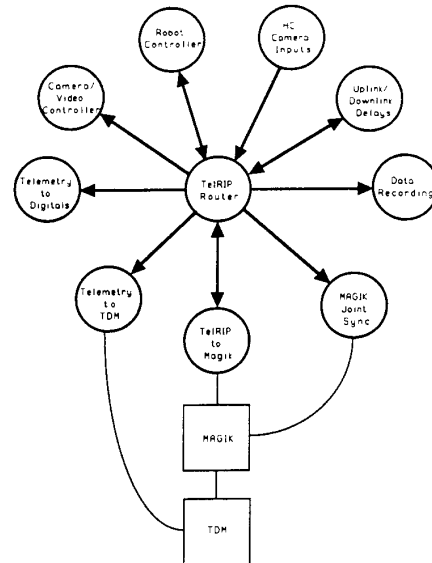 Robot
Controller
HC
Camera
Inputs
Camera/
Video
Controller
Uplink/
Downlink
Delays
TelRIP
Router
Telemetry
to
Digitals
Data
Recording
Telemetry
to
TDM
MAGIK
Joint
Sync
TelRIP
to
Magik
MAGIK
TDM